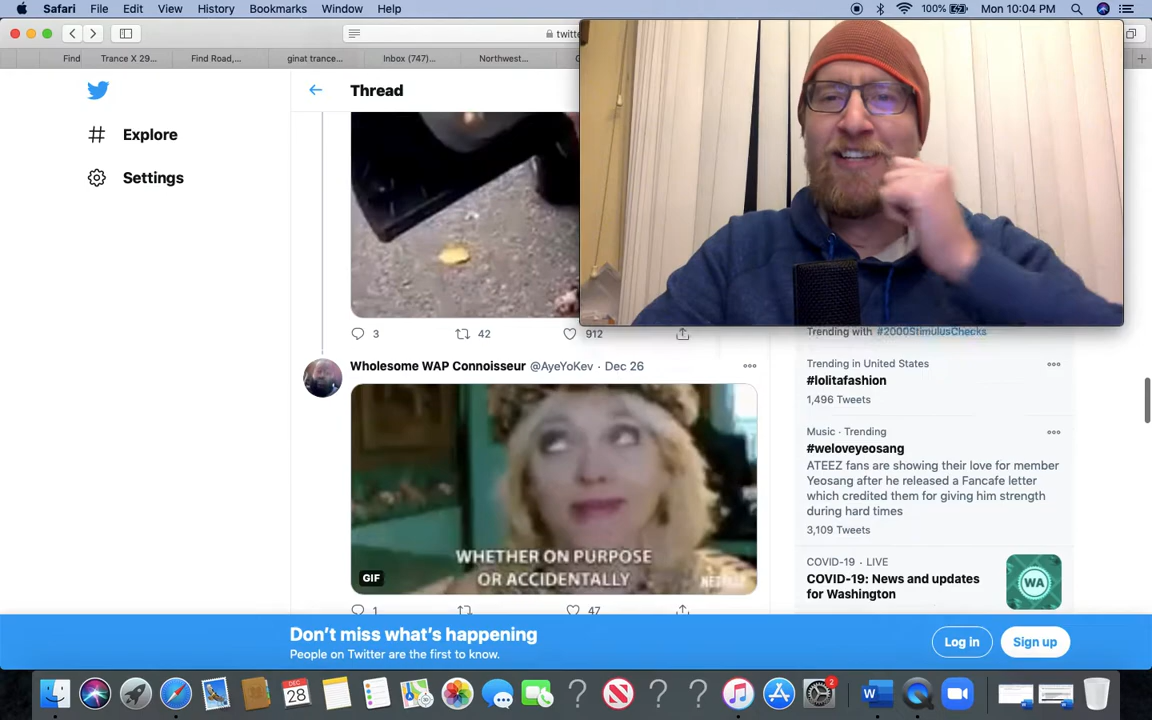 Safari File Edit View History Bookmarks Window Help 100% Mon 10:04 PM
twitte
Find Trance X 29... Find Road,... ginat trance... Inbox (747)... Northwest...
Thread
Explore
Settings
3 42 912
Wholesome WAP Connoisseur @AyeYoKev · Dec 26
WHETHER ON PURPOSE
OR ACCIDENTALLY
GIF
NETFLIX
1 47
Trending with #2000StimulusChecks
Trending in United States
#lolitafashion
1,496 Tweets
Music · Trending
#weloveyeosang
ATEEZ fans are showing their love for member
Yeosang after he released a Fancafe letter
which credited them for giving him strength
during hard times
3,109 Tweets
COVID-19 · LIVE
COVID-19: News and updates
for Washington
WA
Don't miss what's happening
People on Twitter are the first to know.
Log in Sign up
DEC
28
2